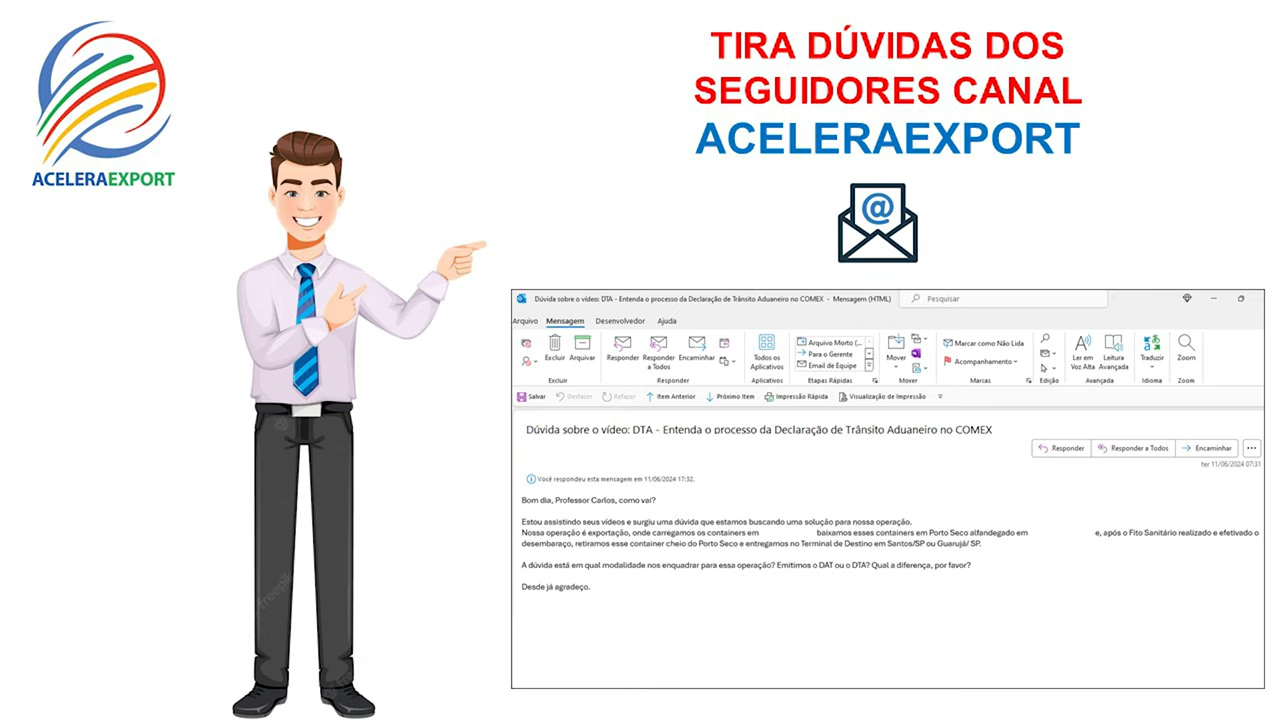 ACELERAEXPORT
TIRA DÚVIDAS DOS
SEGUIDORES CANAL
ACELERAEXPORT
@
Dúvida sobre o vídeo: DTA - Entenda o processo da Declaração de Trânsito Aduaneiro no COMEX - Mensagem (HTML)
Pesquisar
Arquivo Mensagem Desenvolvedor Ajuda
Excluir Arquivar
Responder Responder a Todos Encaminhar
Todos os Aplicativos
Arquivo Morto (...
Para o Gerente
Email de Equipe
Mover
Marcar como Não Lida
Acompanhamento
Ler em Voz Alta
Leitura Avançada
Traduzir
Zoom
Excluir Responder Aplicativos Etapas Rápidas Mover Marcas Edição Avançada Idioma Zoom
Salvar Desfazer Refazer Item Anterior Próximo Item Impressão Rápida Visualização de Impressão
Dúvida sobre o vídeo: DTA - Entenda o processo da Declaração de Trânsito Aduaneiro no COMEX
Responder Responder a Todos Encaminhar ...
ter 11/06/2024 07:31
Você respondeu esta mensagem em 11/06/2024 17:32.
Bom dia, Professor Carlos, como vai?
Estou assistindo seus vídeos e surgiu uma dúvida que estamos buscando uma solução para nossa operação.
Nossa operação é exportação, onde carregamos os containers em baixamos esses containers em Porto Seco alfandegado em e, após o Fito Sanitário realizado e efetivado o
desembaraço, retiramos esse container cheio do Porto Seco e entregamos no Terminal de Destino em Santos/SP ou Guarujá/ SP.
A dúvida está em qual modalidade nos enquadrar para essa operação? Emitimos o DAT ou o DTA? Qual a diferença, por favor?
Desde já agradeço.